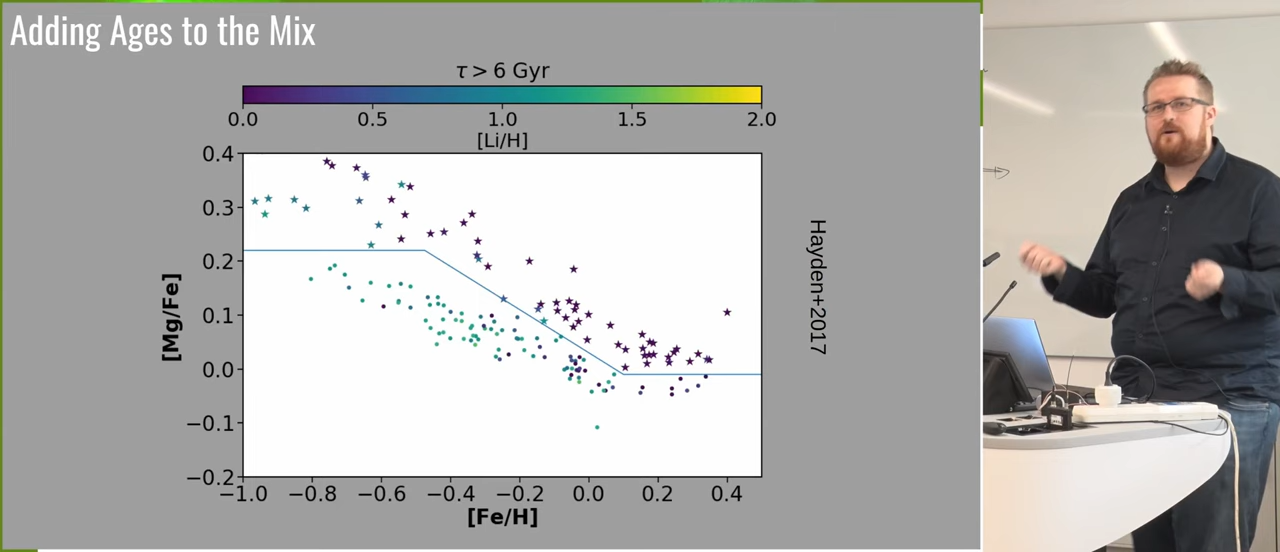 Adding Ages to the Mix
τ > 6 Gyr
0.0 0.5 1.0 1.5 2.0
[Li/H]
0.4
0.3
0.2
0.1
0.0
−0.1
−0.2
[Mg/Fe]
−1.0 −0.8 −0.6 −0.4 −0.2 0.0 0.2 0.4
[Fe/H]
Hayden+2017